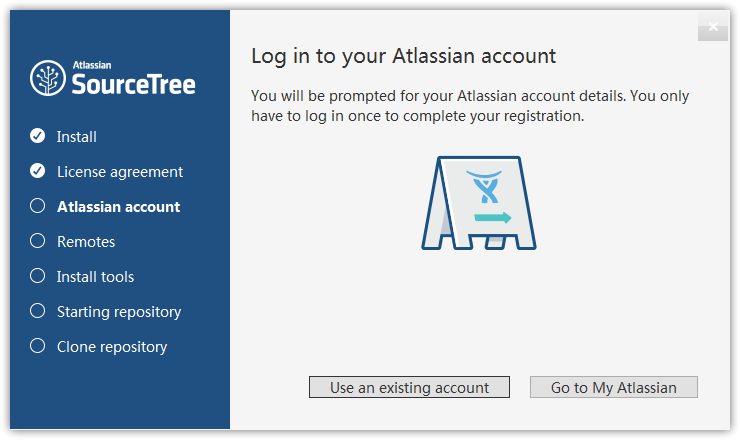 Atlassian
SourceTree
Install
License agreement
Atlassian account
Remotes
Install tools
Starting repository
Clone repository
Log in to your Atlassian account
You will be prompted for your Atlassian account details. You only
have to log in once to complete your registration.
Use an existing account
Go to My Atlassian